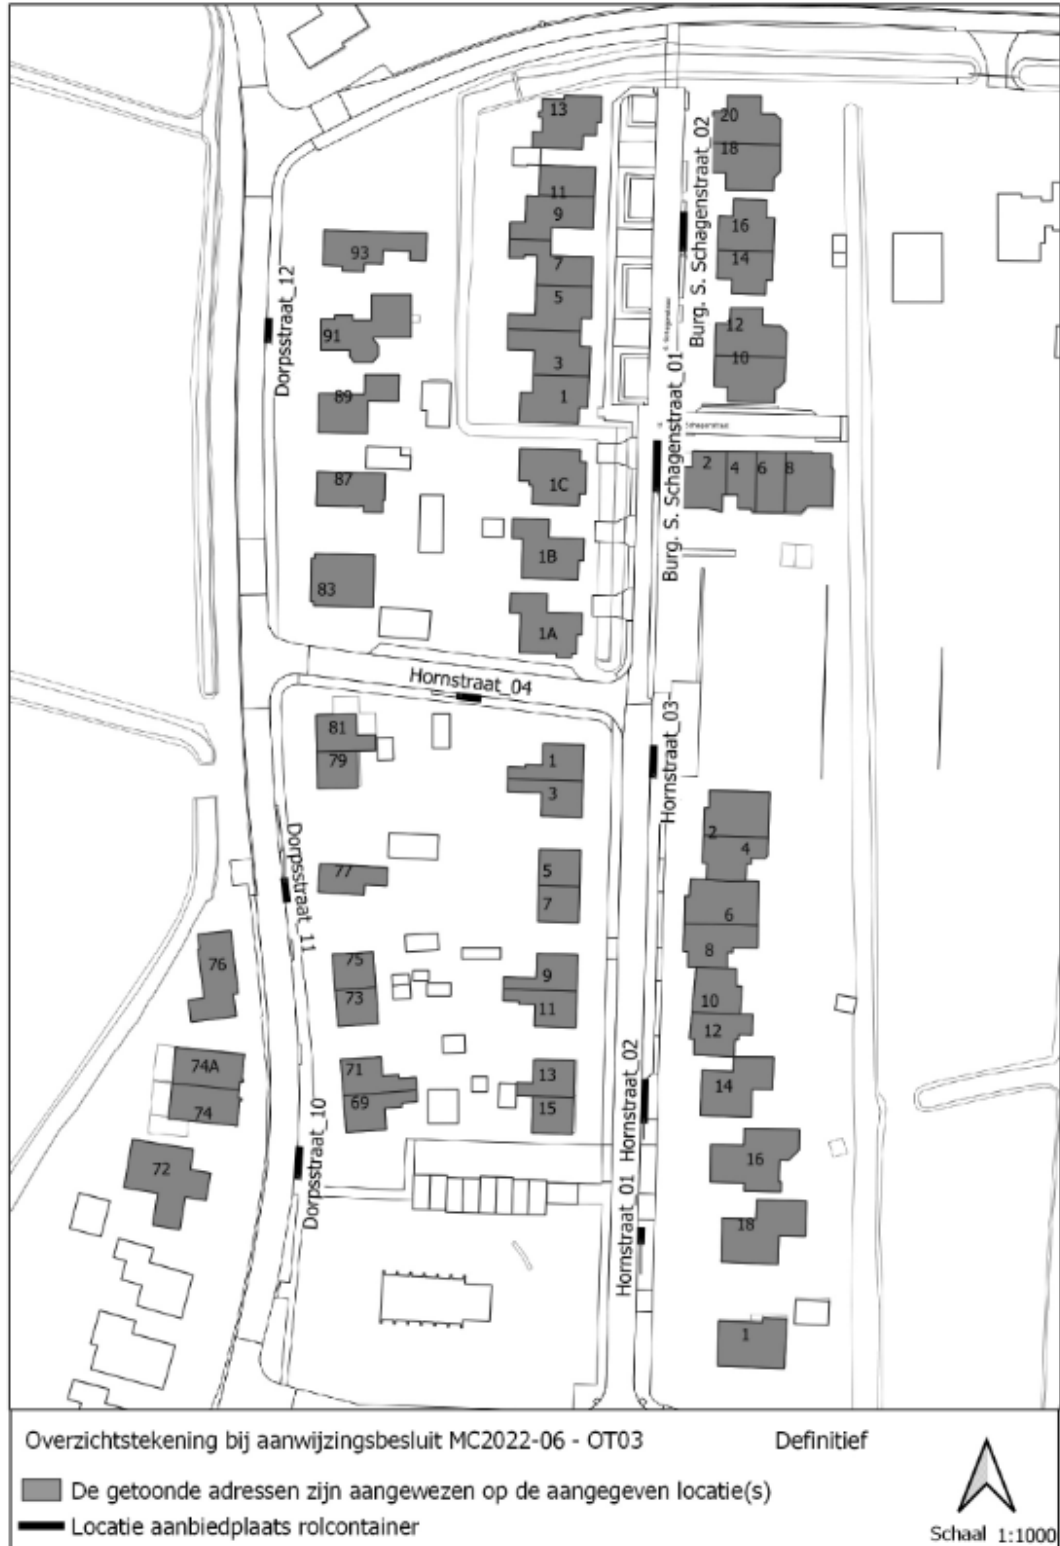 13
20
Burg. S. Schagenstraat_02
18
11
9
16
93
14
7
Dorpsstraat_12
5
12
91
3
10
89
1
Burg. S. Schagenstraat_01
Schagenstraat
2 4 6 8
87
1C
1B
83
1A
Hornstraat_04
81
79
1
3
Hornstraat_03
2
4
77
5
7
Dorpsstraat_11
6
8
76
75
73
9
11
10
12
74A
74
71
69
13
15
Hornstraat_02
14
72
Dorpsstraat_10
16
18
Hornstraat_01
1
Overzichtstekening bij aanwijzingsbesluit MC2022-06 - OT03
Definitief
De getoonde adressen zijn aangewezen op de aangegeven locatie(s)
Locatie aanbiedplaats rolcontainer
Schaal 1:1000